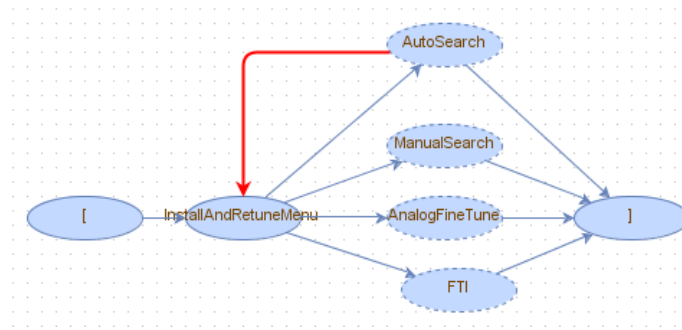 AutoSearch
ManualSearch
[
InstallAndRetuneMenu
AnalogFineTune
]
FTI